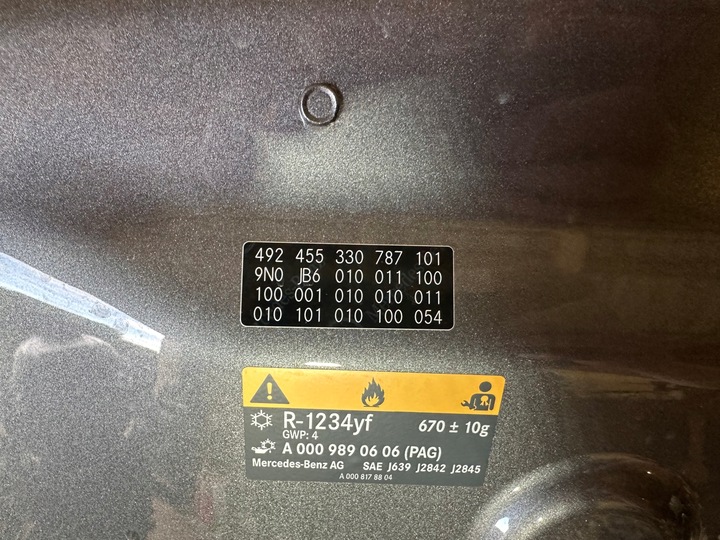 492 455 330 787 101
9N0 JB6 010 011 100
100 001 010 010 011
010 101 010 100 054
R-1234yf 670 ± 10g
GWP: 4
A 000 989 06 06 (PAG)
Mercedes-Benz AG SAE J639 J2842 J2845
A 000 817 88 04